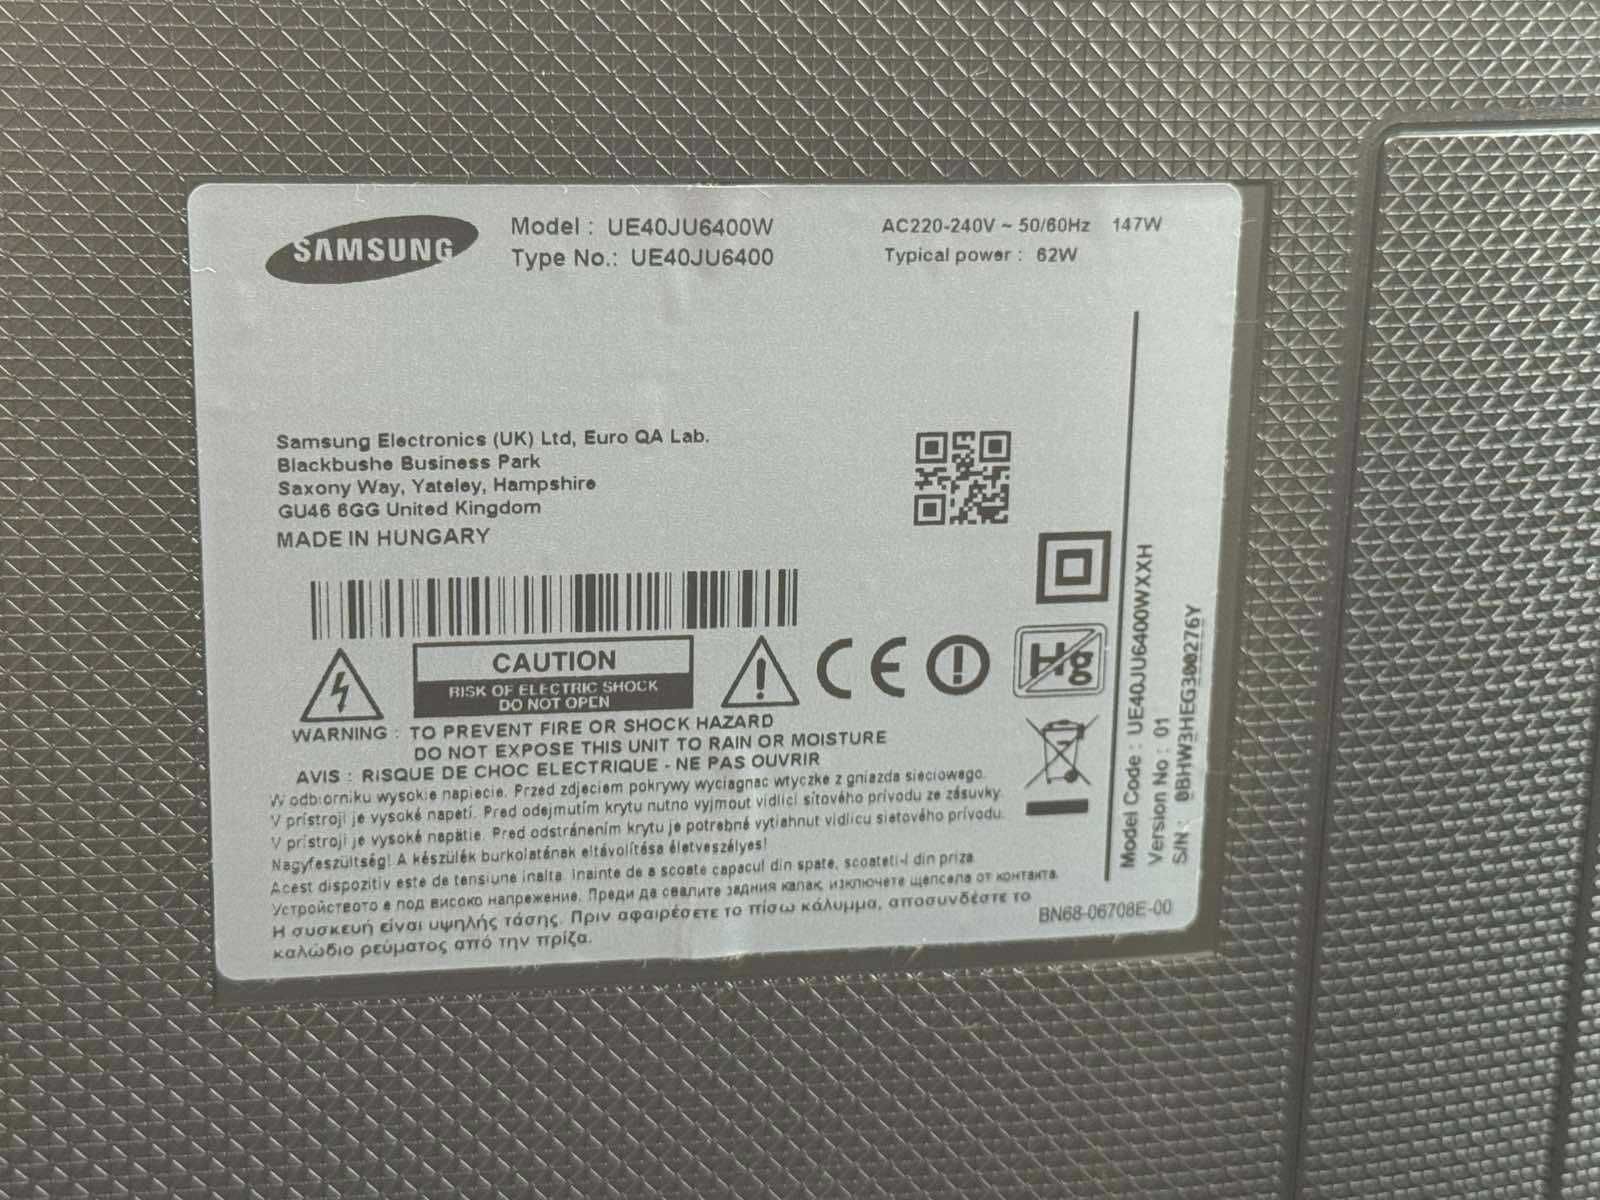 SAMSUNG
Model : UE40JU6400W
Type No.: UE40JU6400
AC220-240V ~ 50/60Hz 147W
Typical power : 62W
Samsung Electronics (UK) Ltd, Euro QA Lab.
Blackbushe Business Park
Saxony Way, Yateley, Hampshire
GU46 6GG United Kingdom
MADE IN HUNGARY
CAUTION
RISK OF ELECTRIC SHOCK
DO NOT OPEN
CE
Hg
WARNING : TO PREVENT FIRE OR SHOCK HAZARD
DO NOT EXPOSE THIS UNIT TO RAIN OR MOISTURE
AVIS : RISQUE DE CHOC ELECTRIQUE - NE PAS OUVRIR
W odbiorniku wysokie napiecie. Przed zdjeciem pokrywy wyciagnac wtyczke z gniazda sieciowego.
V prístroji je vysoké napetí. Pred odejmutím krytu nutno vyjmout vidlici sítového prívodu ze zásuvky.
V prístroji je vysoké napätie. Pred odstránením krytu je potrebné vytiahnut vidlicu sietového prívodu.
Nagyfeszültség! A készülék burkolatának eltávolítása életveszélyes!
Acest dispozitiv este de tensiune inalta. Inainte de a scoate capacul din spate, scoateti-l din priza.
Устройството е под високо напрежение. Преди да свалите задния капак, изключете щепсела от контакта.
Η συσκευή είναι υψηλής τάσης. Πριν αφαιρέσετε το πίσω κάλυμμα, αποσυνδέστε το
καλώδιο ρεύματος από την πρίζα.
BN68-06708E-00
Model Code : UE40JU6400WXXH
Version No : 01
S/N : 0BHW3HEG300276Y